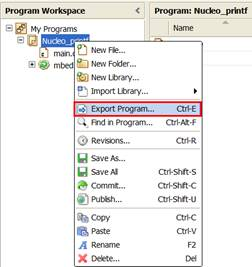 Program Workspace
Program: Nucleo_printf
My Programs
Name
Nucleo_printf
main.c
mbed
New File...
New Folder...
New Library...
Import Library...
Export Program... Ctrl-E
Find in Program... Ctrl-Alt-F
Revisions... Ctrl-R
Save As...
Save All Ctrl-Shift-S
Commit... Ctrl-Shift-C
Publish... Ctrl-Shift-U
Copy Ctrl-C
Paste Ctrl-V
Rename F2
Delete... Del